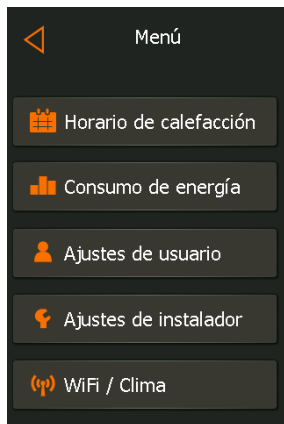 Menú
Horario de calefacción
Consumo de energía
Ajustes de usuario
Ajustes de instalador
WiFi / Clima